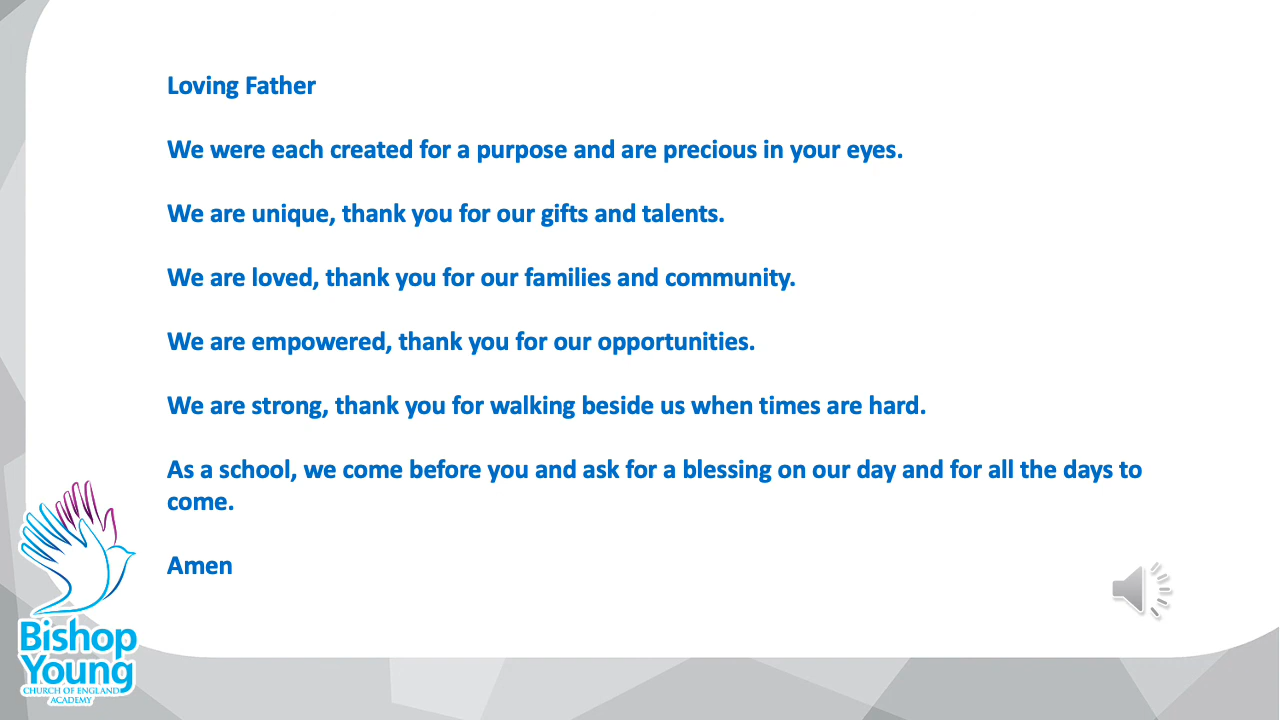 Loving Father
We were each created for a purpose and are precious in your eyes.
We are unique, thank you for our gifts and talents.
We are loved, thank you for our families and community.
We are empowered, thank you for our opportunities.
We are strong, thank you for walking beside us when times are hard.
As a school, we come before you and ask for a blessing on our day and for all the days to
come.
Amen
Bishop
Young
CHURCH OF ENGLAND
ACADEMY